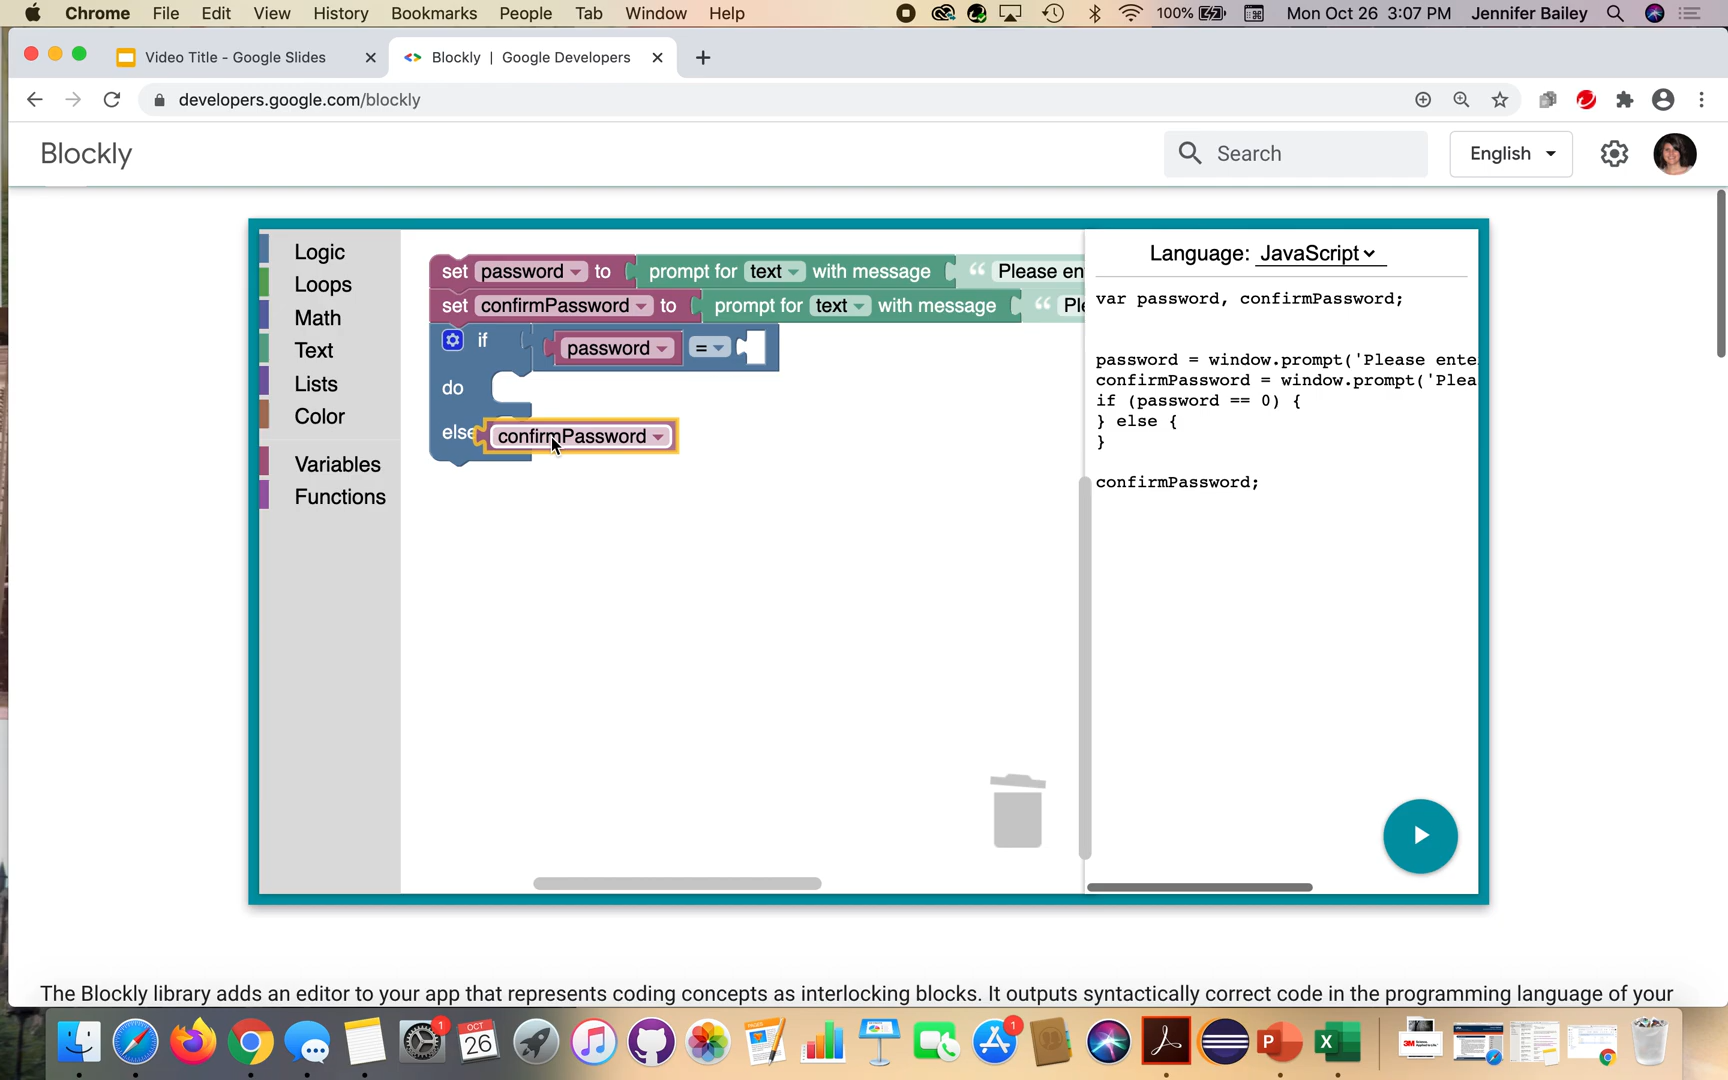 Chrome File Edit View History Bookmarks People Tab Window Help 100% Mon Oct 26 3:07 PM Jennifer Bailey
Video Title - Google Slides
Blockly | Google Developers
developers.google.com/blockly
Blockly
Search
English
Logic
Loops
Math
Text
Lists
Color
Variables
Functions
set password to prompt for text with message “ Please en
set confirmPassword to prompt for text with message “ Ple
if password =
do
else confirmPassword
Language: JavaScript
var password, confirmPassword;
password = window.prompt('Please ente
confirmPassword = window.prompt('Plea
if (password == 0) {
} else {
}
confirmPassword;
The Blockly library adds an editor to your app that represents coding concepts as interlocking blocks. It outputs syntactically correct code in the programming language of your
1
OCT
26
1
PAGES
P
X
3M